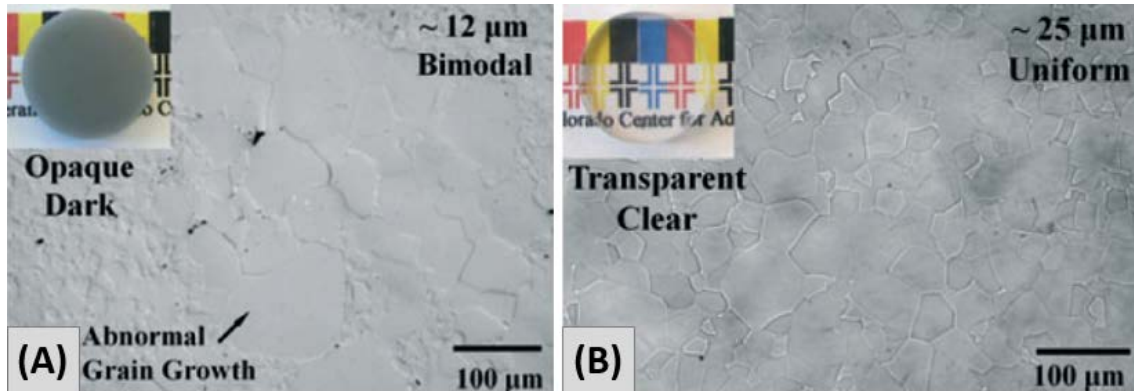 ~ 12 μm
Bimodal
Opaque
Dark
Abnormal
Grain Growth
100 μm
(A)
~ 25 μm
Uniform
lorado Center for Ad
Transparent
Clear
100 μm
(B)